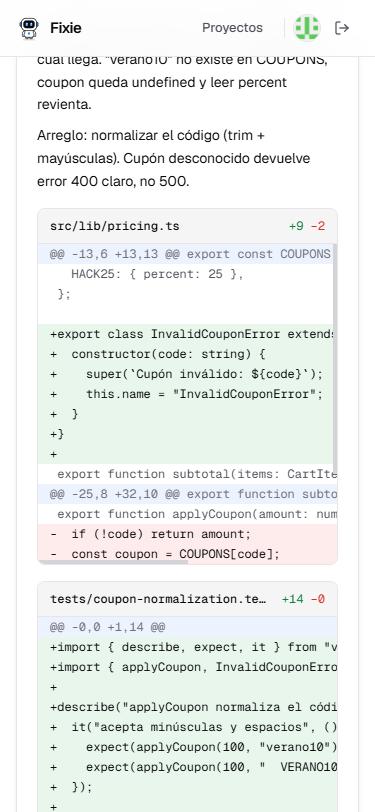 Fixie
Proyectos
cual llega. "verano10" no existe en COUPONS,
coupon queda undefined y leer percent
revienta.
Arreglo: normalizar el código (trim +
mayúsculas). Cupón desconocido devuelve
error 400 claro, no 500.
src/lib/pricing.ts +9 −2
@@ -13,6 +13,13 @@ export const COUPONS
HACK25: { percent: 25 },
};
+export class InvalidCouponError extends
+  constructor(code: string) {
+    super(`Cupón inválido: ${code}`);
+    this.name = "InvalidCouponError";
+  }
+}
+
export function subtotal(items: CartIte
@@ -25,8 +32,10 @@ export function subto
export function applyCoupon(amount: num
-  if (!code) return amount;
-  const coupon = COUPONS[code];
tests/coupon-normalization.te… +14 −0
@@ -0,0 +1,14 @@
+import { describe, expect, it } from "v
+import { applyCoupon, InvalidCouponErro
+
+describe("applyCoupon normaliza el códi
+  it("acepta minúsculas y espacios", ()
+    expect(applyCoupon(100, "verano10")
+    expect(applyCoupon(100, "  VERANO10
+  });
+